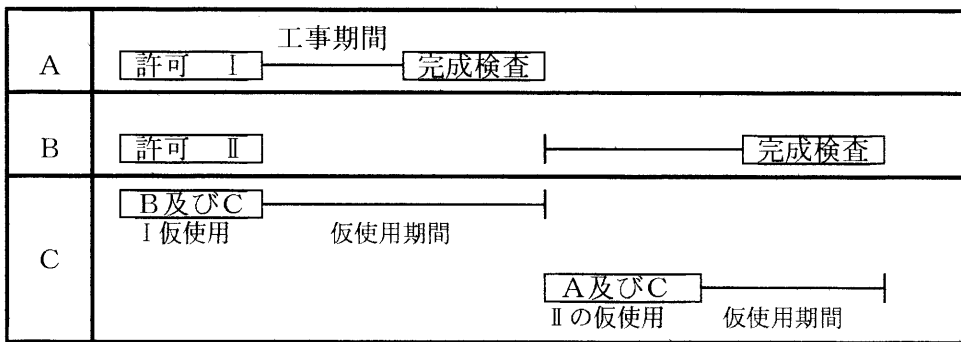 工事期間
A 許可 Ⅰ 完成検査
B 許可 Ⅱ 完成検査
C
B及びC
Ⅰ仮使用 仮使用期間
A及びC
Ⅱの仮使用 仮使用期間